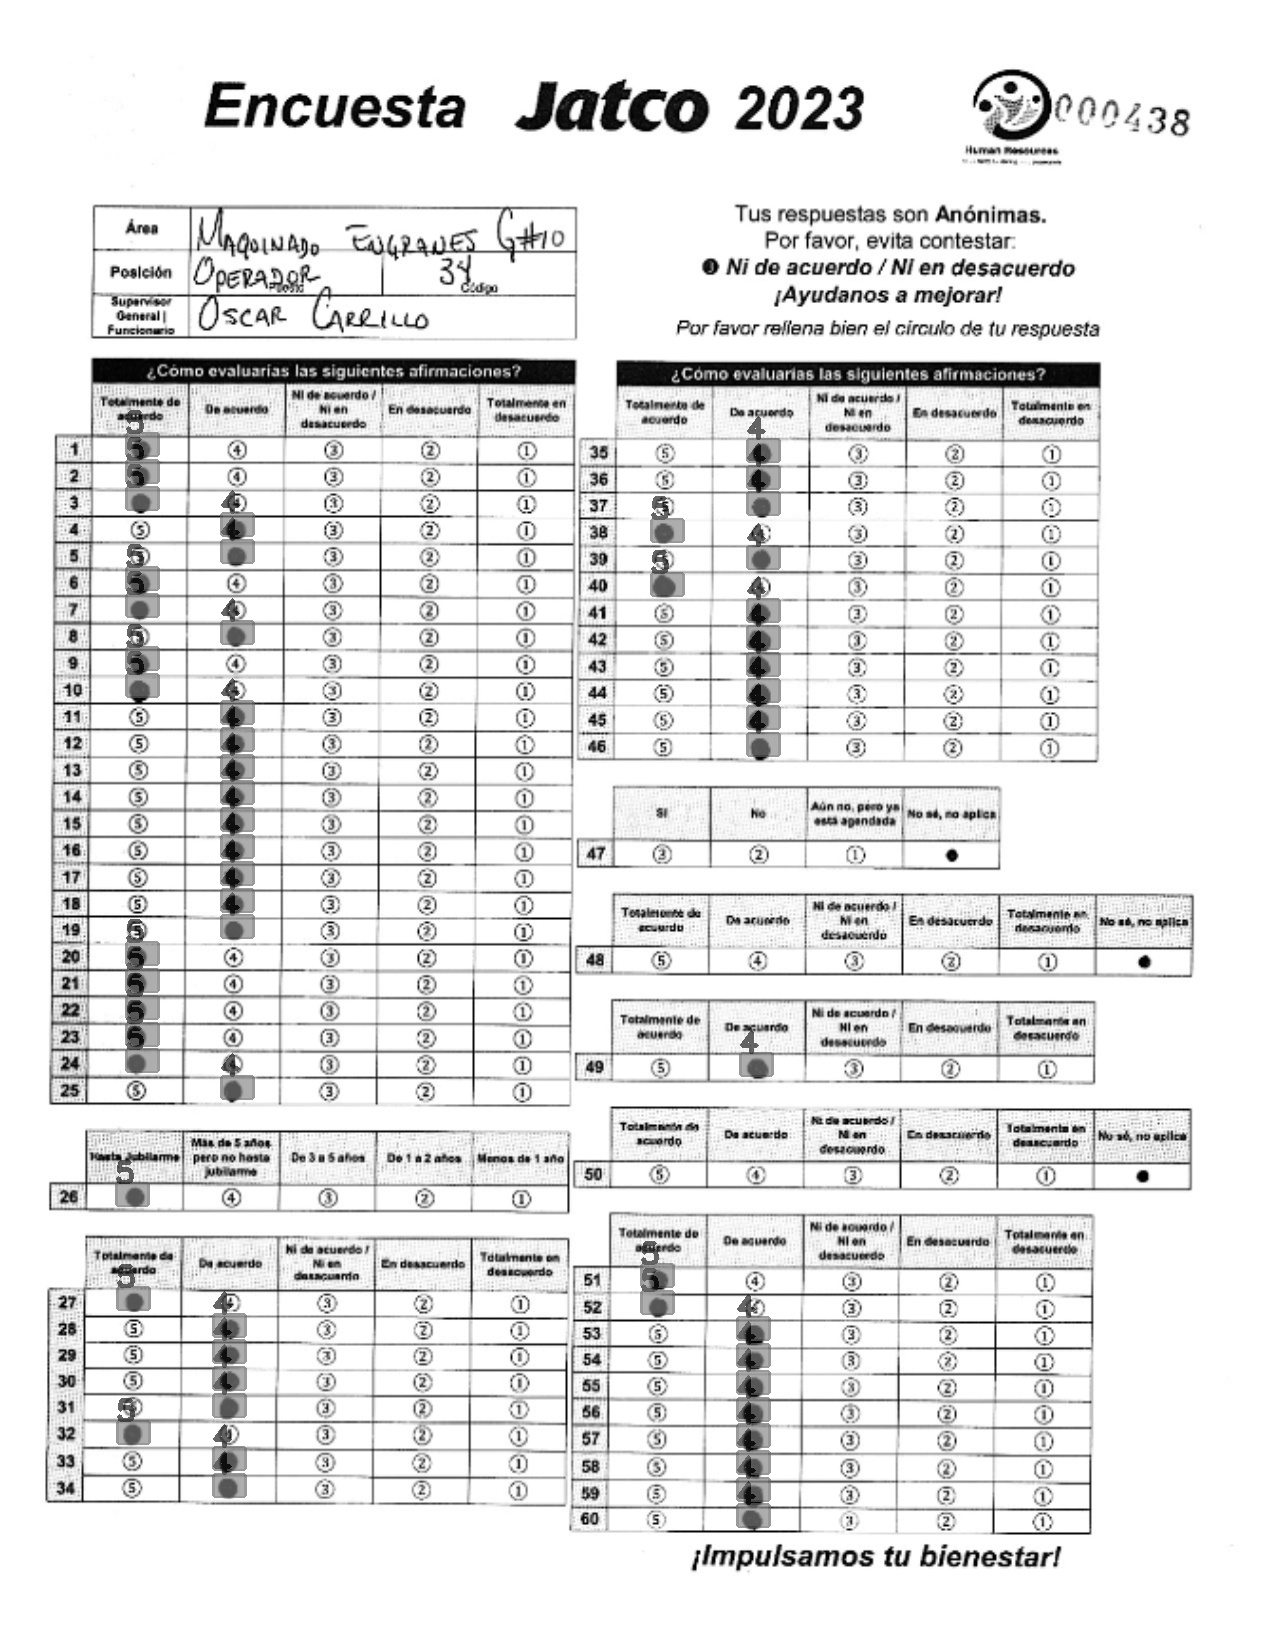 Encuesta Jatco 2023
000438
Human Resources
Área MAQUINADO ENGRANES G#10
Posición OPERADOR Puesto 34 Código
Supervisor General | Funcionario OSCAR CARRILLO
Tus respuestas son Anónimas.
Por favor, evita contestar:
❸ Ni de acuerdo / Ni en desacuerdo
¡Ayudanos a mejorar!
Por favor rellena bien el círculo de tu respuesta
¿Cómo evaluarías las siguientes afirmaciones?
Totalmente de acuerdo De acuerdo Ni de acuerdo / Ni en desacuerdo En desacuerdo Totalmente en desacuerdo
5
1 5 ④ ③ ② ①
2 5 ④ ③ ② ①
3 4 ③ ② ①
4 ⑤ 4 ③ ② ①
5 5 ③ ② ①
6 5 ④ ③ ② ①
7 4 ③ ② ①
8 5 ③ ② ①
9 5 ④ ③ ② ①
10 4 ③ ② ①
11 ⑤ 4 ③ ② ①
12 ⑤ 4 ③ ② ①
13 ⑤ 4 ③ ② ①
14 ⑤ 4 ③ ② ①
15 ⑤ 4 ③ ② ①
16 ⑤ 4 ③ ② ①
17 ⑤ 4 ③ ② ①
18 ⑤ 4 ③ ② ①
19 5 ③ ② ①
20 5 ④ ③ ② ①
21 5 ④ ③ ② ①
22 5 ④ ③ ② ①
23 5 ④ ③ ② ①
24 4 ③ ② ①
25 ⑤ ③ ② ①
Hasta Jubilarme Más de 5 años pero no hasta jubilarme De 3 a 5 años De 1 a 2 años Menos de 1 año
5
26 ④ ③ ② ①
Totalmente de acuerdo De acuerdo Ni de acuerdo / Ni en desacuerdo En desacuerdo Totalmente en desacuerdo
5
27 4 ③ ② ①
28 ⑤ 4 ③ ② ①
29 ⑤ 4 ③ ② ①
30 ⑤ 4 ③ ② ①
31 5 ③ ② ①
32 4 ③ ② ①
33 ⑤ 4 ③ ② ①
34 ⑤ ③ ② ①
¿Cómo evaluarías las siguientes afirmaciones?
Totalmente de acuerdo De acuerdo Ni de acuerdo / Ni en desacuerdo En desacuerdo Totalmente en desacuerdo
4
35 ⑤ 4 ③ ② ①
36 ⑤ 4 ③ ② ①
37 5 ③ ② ①
38 4 ③ ② ①
39 5 ③ ② ①
40 4 ③ ② ①
41 ⑤ 4 ③ ② ①
42 ⑤ 4 ③ ② ①
43 ⑤ 4 ③ ② ①
44 ⑤ 4 ③ ② ①
45 ⑤ 4 ③ ② ①
46 ⑤ ③ ② ①
Si No Aún no, pero ya está agendada No sé, no aplica
47 ③ ② ① ●
Totalmente de acuerdo De acuerdo Ni de acuerdo / Ni en desacuerdo En desacuerdo Totalmente en desacuerdo No sé, no aplica
48 ⑤ ④ ③ ② ① ●
Totalmente de acuerdo De acuerdo Ni de acuerdo / Ni en desacuerdo En desacuerdo Totalmente en desacuerdo
4
49 ⑤ ③ ② ①
Totalmente de acuerdo De acuerdo Ni de acuerdo / Ni en desacuerdo En desacuerdo Totalmente en desacuerdo No sé, no aplica
50 ⑤ ④ ③ ② ① ●
Totalmente de acuerdo De acuerdo Ni de acuerdo / Ni en desacuerdo En desacuerdo Totalmente en desacuerdo
5
51 5 ④ ③ ② ①
52 4 ③ ② ①
53 ⑤ 4 ③ ② ①
54 ⑤ 4 ③ ② ①
55 ⑤ 4 ③ ② ①
56 ⑤ 4 ③ ② ①
57 ⑤ 4 ③ ② ①
58 ⑤ 4 ③ ② ①
59 ⑤ 4 ③ ② ①
60 ⑤ ③ ② ①
¡Impulsamos tu bienestar!